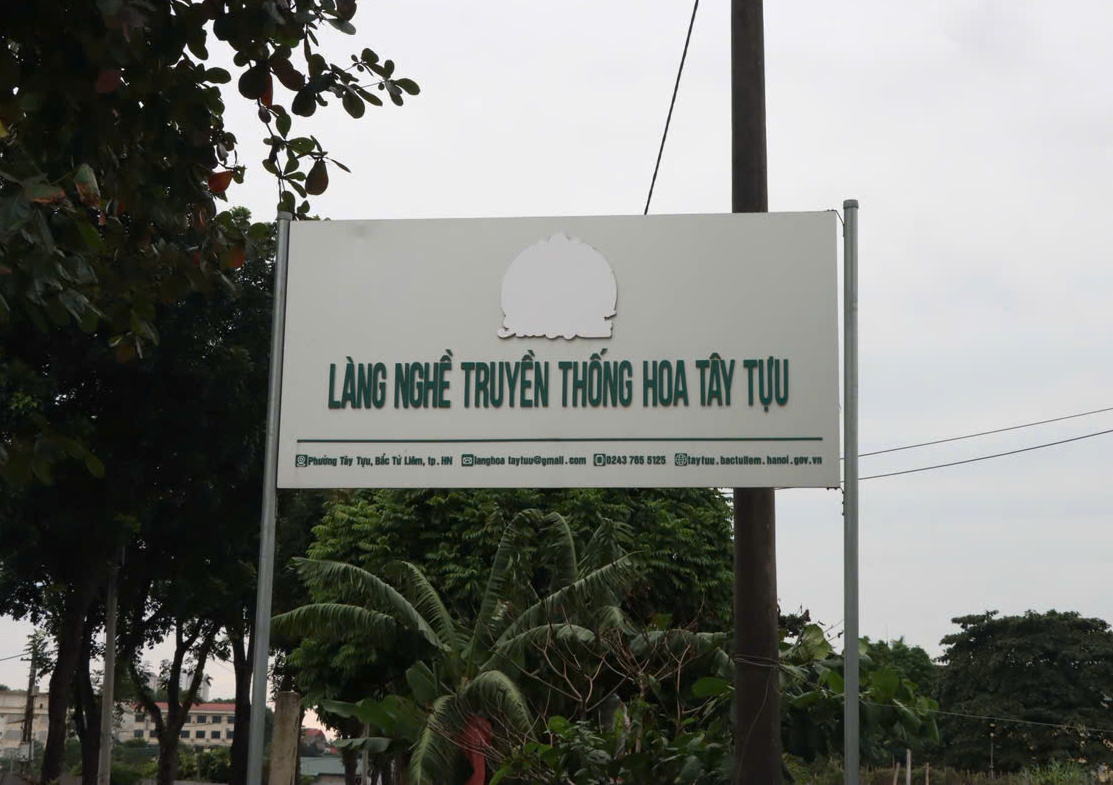 LÀNG NGHỀ TRUYỀN THỐNG HOA TÂY TỰU
Phường Tây Tựu, Bắc Từ Liêm, tp. HN langhoa taytuu@gmail.com 0243 765 5125 taytuu.bactuliem.hanoi.gov.vn